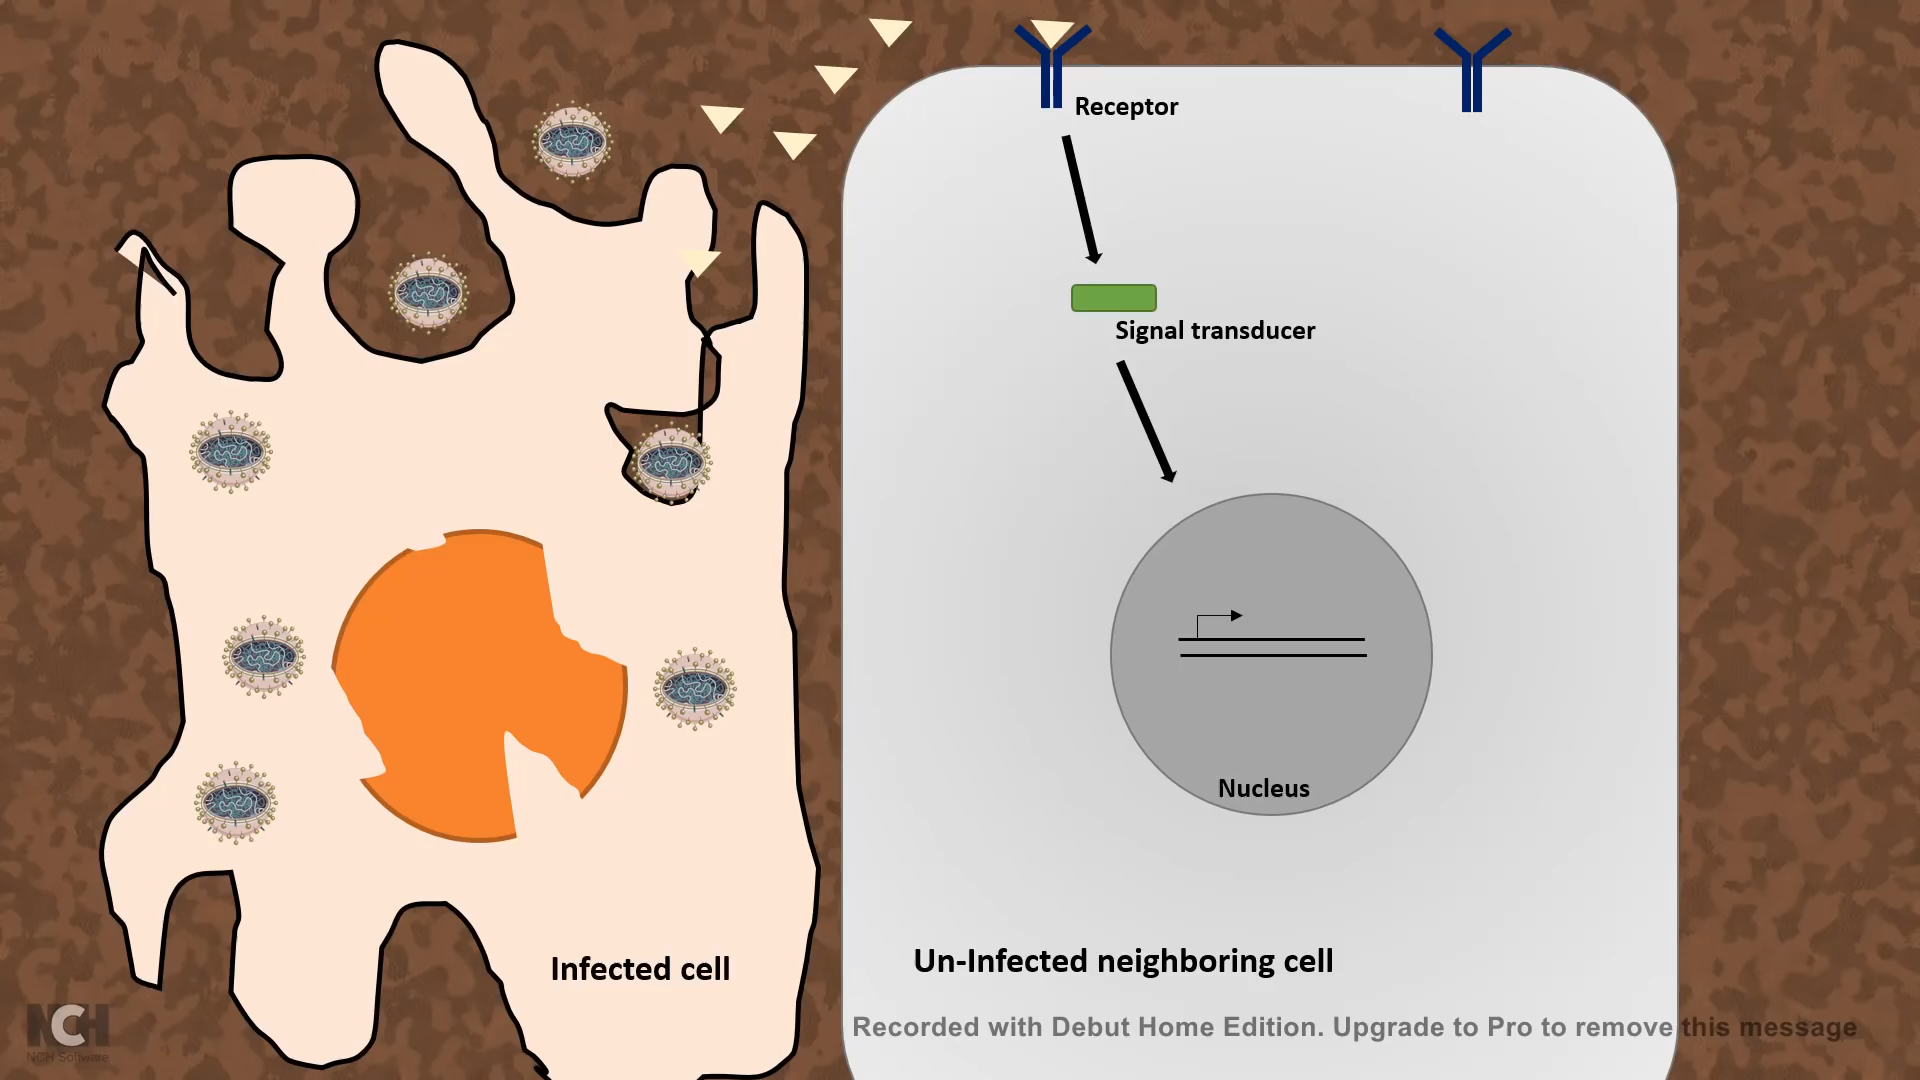 Receptor
Signal transducer
Nucleus
Infected cell
Un-Infected neighboring cell
Recorded with Debut Home Edition. Upgrade to Pro to remove this message
NCH
NCH Software